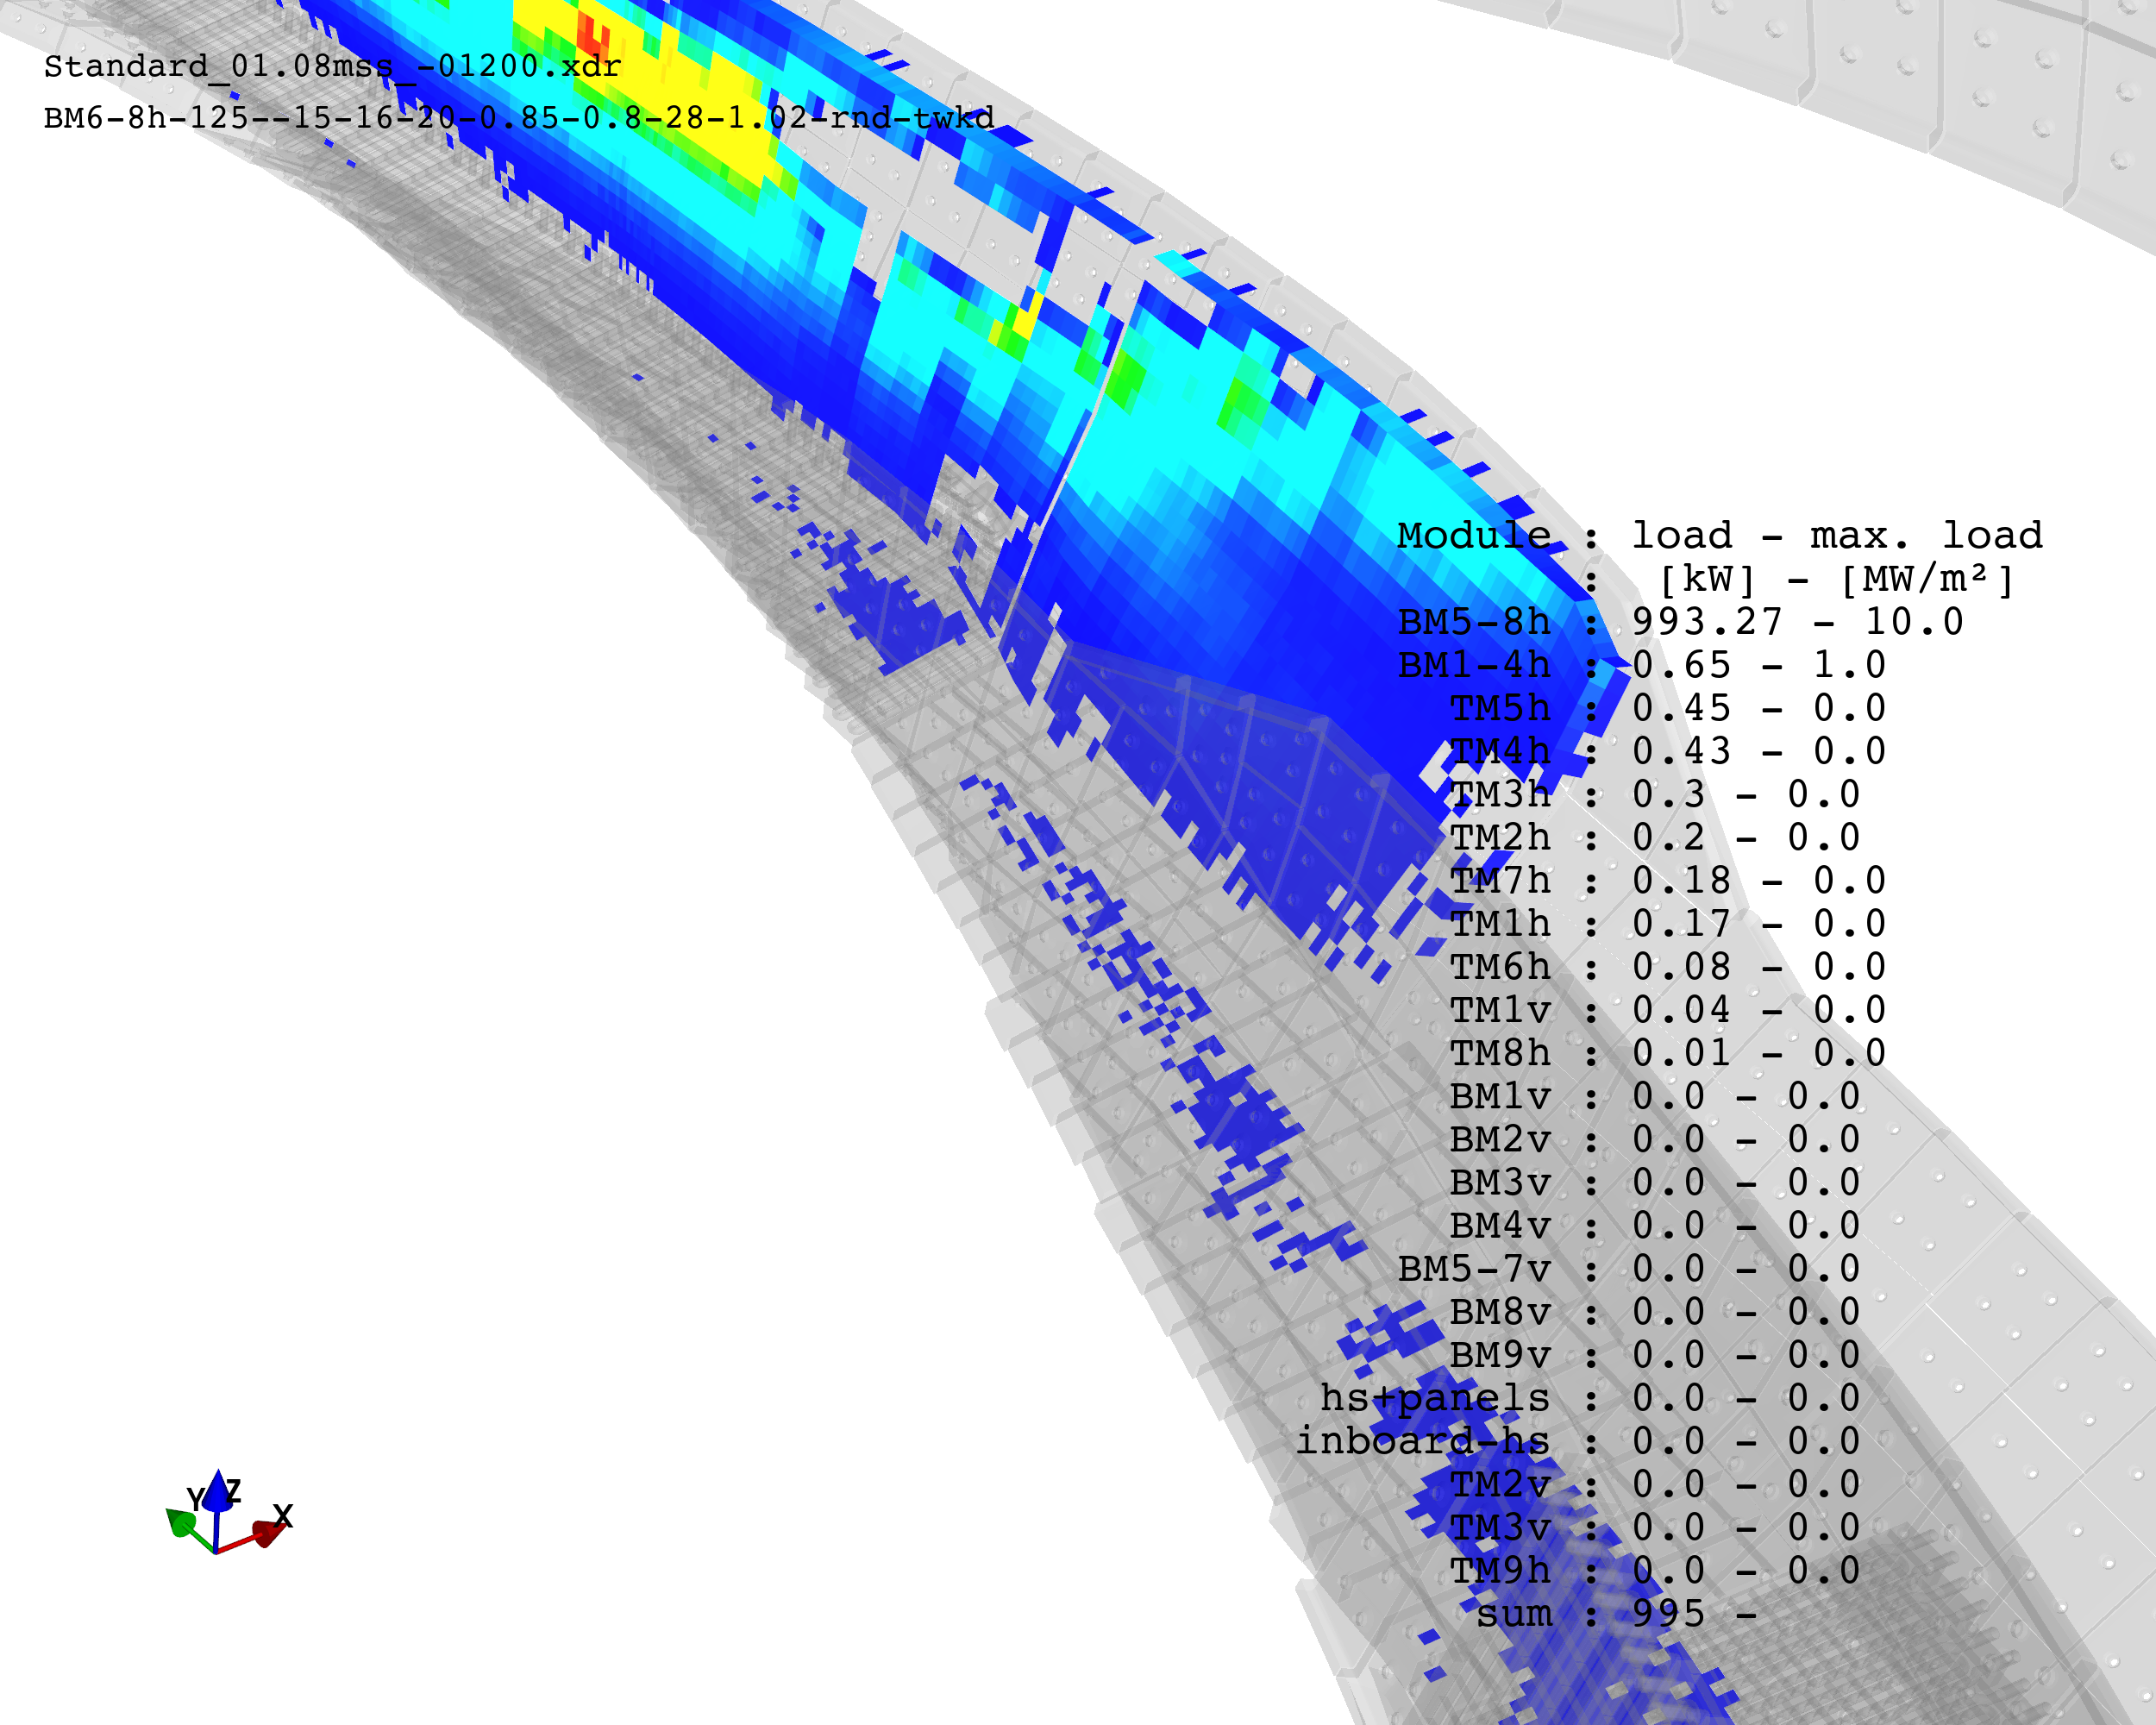 Standard_01.08mss_-01200.xdr
BM6-8h-125--15-16-20-0.85-0.8-28-1.02-rnd-twkd
Module : load - max. load
: [kW] - [MW/m²]
BM5-8h : 993.27 - 10.0
BM1-4h : 0.65 - 1.0
TM5h : 0.45 - 0.0
TM4h : 0.43 - 0.0
TM3h : 0.3 - 0.0
TM2h : 0.2 - 0.0
TM7h : 0.18 - 0.0
TM1h : 0.17 - 0.0
TM6h : 0.08 - 0.0
TM1v : 0.04 - 0.0
TM8h : 0.01 - 0.0
BM1v : 0.0 - 0.0
BM2v : 0.0 - 0.0
BM3v : 0.0 - 0.0
BM4v : 0.0 - 0.0
BM5-7v : 0.0 - 0.0
BM8v : 0.0 - 0.0
BM9v : 0.0 - 0.0
hs+panels : 0.0 - 0.0
inboard-hs : 0.0 - 0.0
TM2v : 0.0 - 0.0
TM3v : 0.0 - 0.0
TM9h : 0.0 - 0.0
sum : 995 -
Y Z X